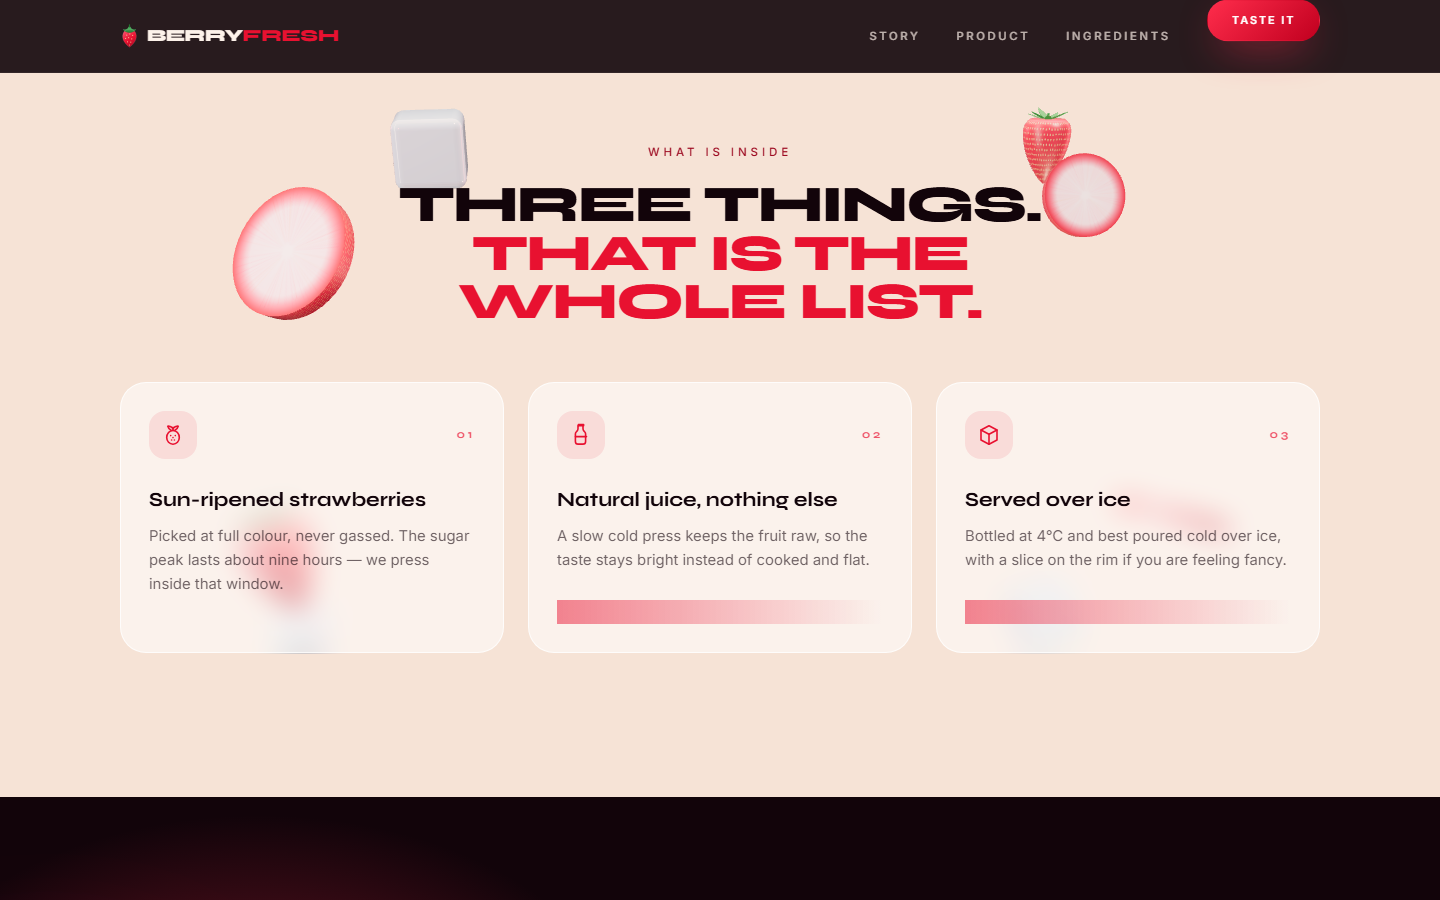 BERRYFRESH
STORY
PRODUCT
INGREDIENTS
TASTE IT
WHAT IS INSIDE
THREE THINGS.
THAT IS THE
WHOLE LIST.
01
Sun-ripened strawberries
Picked at full colour, never gassed. The sugar
peak lasts about nine hours — we press
inside that window.
02
Natural juice, nothing else
A slow cold press keeps the fruit raw, so the
taste stays bright instead of cooked and flat.
03
Served over ice
Bottled at 4°C and best poured cold over ice,
with a slice on the rim if you are feeling fancy.